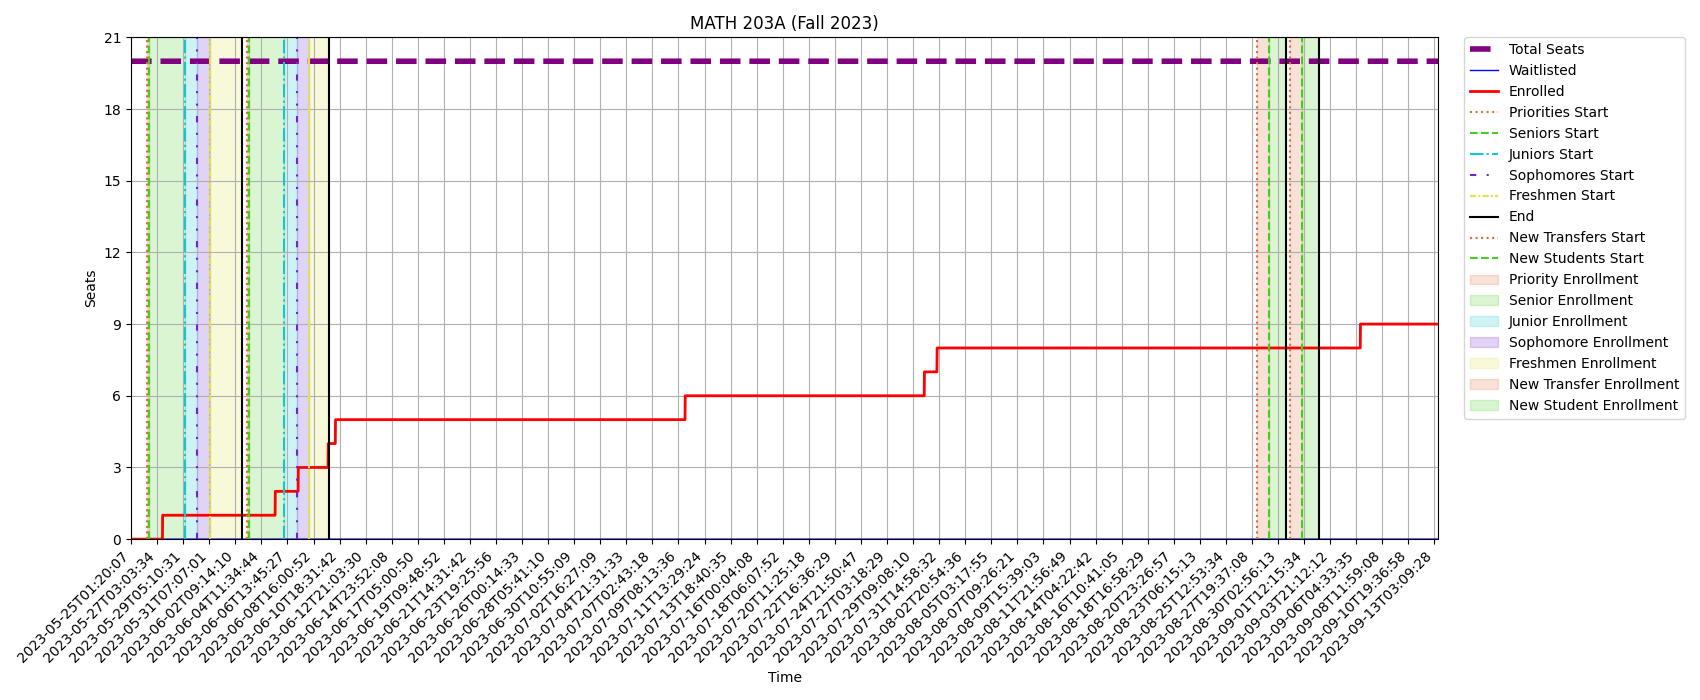 MATH 203A (Fall 2023)
21
18
15
12
9
6
3
0
Seats
2023-05-25T01:20:07
2023-05-27T03:03:34
2023-05-29T05:10:31
2023-05-31T07:07:01
2023-06-02T09:14:10
2023-06-04T11:34:44
2023-06-06T13:45:27
2023-06-08T16:00:52
2023-06-10T18:31:42
2023-06-12T21:03:30
2023-06-14T23:52:08
2023-06-17T05:00:50
2023-06-19T09:48:52
2023-06-21T14:31:42
2023-06-23T19:25:56
2023-06-26T00:14:33
2023-06-28T05:41:10
2023-06-30T10:55:09
2023-07-02T16:27:09
2023-07-04T21:31:33
2023-07-07T02:43:18
2023-07-09T08:13:36
2023-07-11T13:29:24
2023-07-13T18:40:35
2023-07-16T00:04:08
2023-07-18T06:07:52
2023-07-20T11:25:18
2023-07-22T16:36:29
2023-07-24T21:50:47
2023-07-27T03:18:29
2023-07-29T09:08:10
2023-07-31T14:58:32
2023-08-02T20:54:36
2023-08-05T03:17:55
2023-08-07T09:26:21
2023-08-09T15:39:03
2023-08-11T21:56:49
2023-08-14T04:22:42
2023-08-16T10:41:05
2023-08-18T16:58:29
2023-08-20T23:26:57
2023-08-23T06:15:13
2023-08-25T12:53:34
2023-08-27T19:37:08
2023-08-30T02:56:13
2023-09-01T12:15:34
2023-09-03T21:12:12
2023-09-06T04:33:35
2023-09-08T11:59:08
2023-09-10T19:36:58
2023-09-13T03:09:28
Time
Total Seats
Waitlisted
Enrolled
Priorities Start
Seniors Start
Juniors Start
Sophomores Start
Freshmen Start
End
New Transfers Start
New Students Start
Priority Enrollment
Senior Enrollment
Junior Enrollment
Sophomore Enrollment
Freshmen Enrollment
New Transfer Enrollment
New Student Enrollment